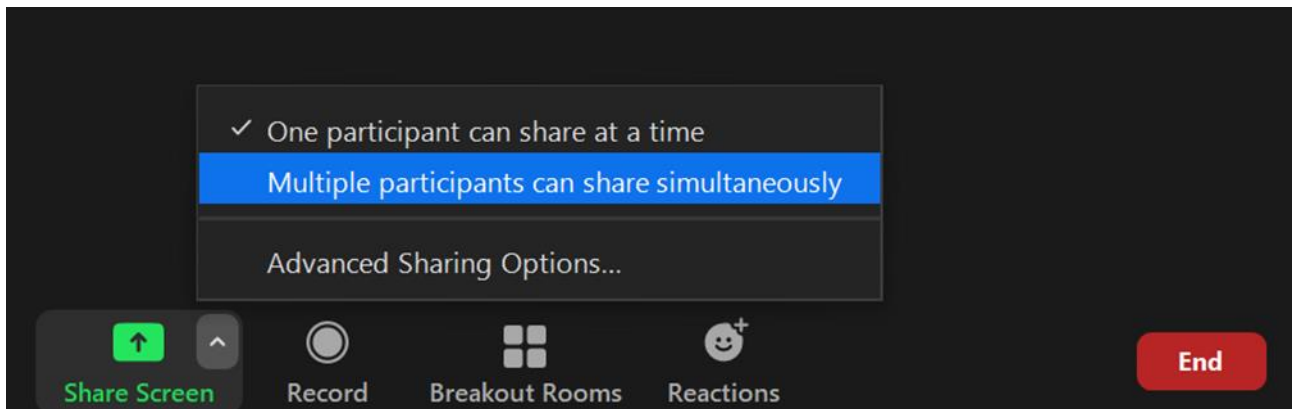 One participant can share at a time
Multiple participants can share simultaneously
Advanced Sharing Options...
Share Screen
Record
Breakout Rooms
Reactions
End